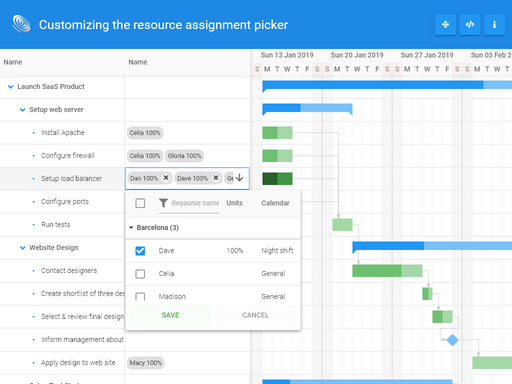 Customizing the resource assignment picker
Name Name
Sun 13 Jan 2019 Sun 20 Jan 2019 Sun 27 Jan 2019 Sun 03 Feb 2
S M T W T F S S M T W T F S S M T W T F S S M T W T F
Launch SaaS Product
Setup web server
Install Apache Celia 100%
Configure firewall Celia 100% Gloria 100%
Setup load balancer Dan 100% Dave 100%
Configure ports
Resource name Units Calendar
Run tests
Barcelona (3)
Website Design
Dave 100% Night shift
Contact designers
Celia General
Create shortlist of three des
Madison General
Select & review final design
SAVE CANCEL
Inform management about
Apply design to web site Macy 100%